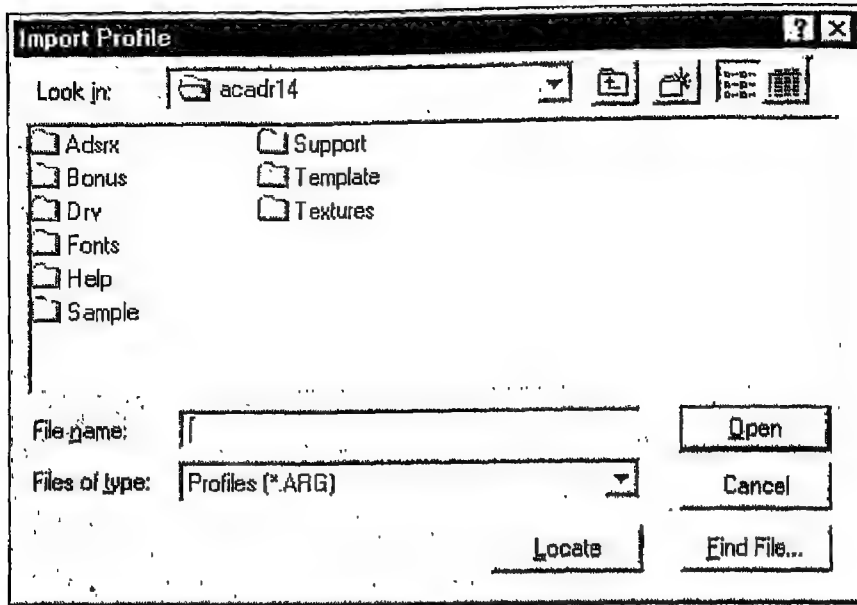 Import Profile
Look in: acadr14
Adsrx Support
Bonus Template
Drv Textures
Fonts
Help
Sample
File name: Open
Files of type: Profiles (*.ARG) Cancel
Locate Find File...